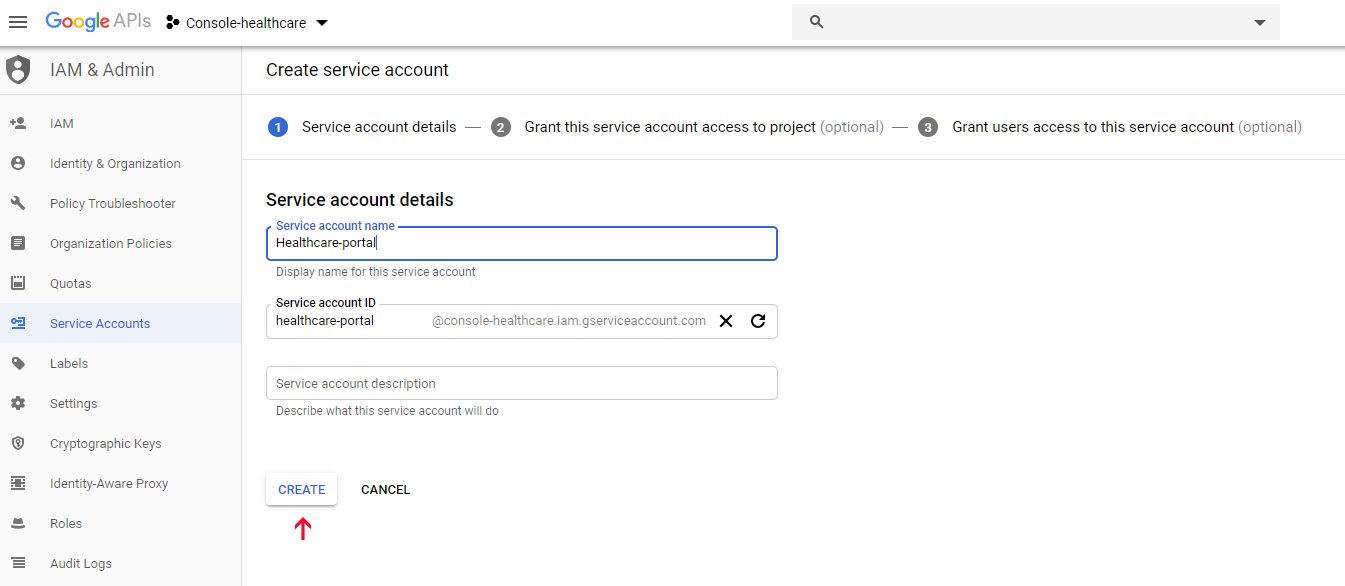 Google APIs Console-healthcare
IAM & Admin
Create service account
IAM
Identity & Organization
Policy Troubleshooter
Organization Policies
Quotas
Service Accounts
Labels
Settings
Cryptographic Keys
Identity-Aware Proxy
Roles
Audit Logs
1 Service account details — 2 Grant this service account access to project (optional) — 3 Grant users access to this service account (optional)
Service account details
Service account name
Healthcare-portal
Display name for this service account
Service account ID
healthcare-portal @console-healthcare.iam.gserviceaccount.com
Service account description
Describe what this service account will do
CREATE CANCEL